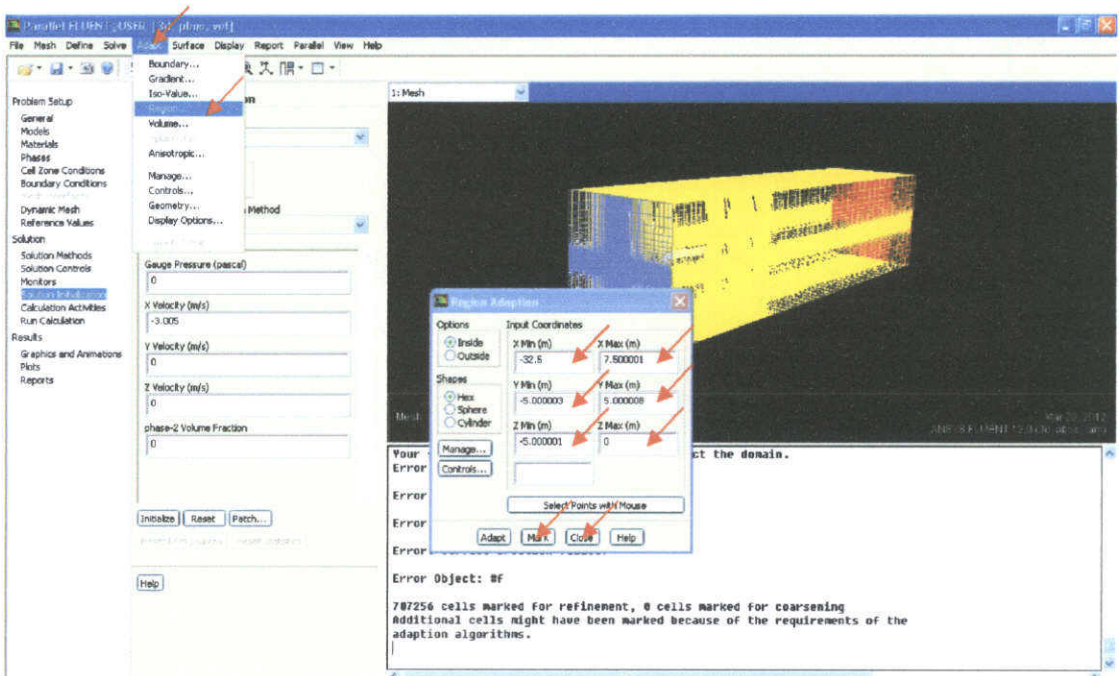 Parallel FLUENT@USER [3d, pbns, vof]
File Mesh Define Solve Adapt Surface Display Report Parallel View Help
Boundary...
Gradient...
Iso-Value...
Region...
Volume...
Anisotropic...
Manage...
Controls...
Geometry...
Display Options...
Problem Setup
General
Models
Materials
Phases
Cell Zone Conditions
Boundary Conditions
Dynamic Mesh
Reference Values
Solution
Solution Methods
Solution Controls
Monitors
Solution Initialization
Calculation Activities
Run Calculation
Results
Graphics and Animations
Plots
Reports
Method
Gauge Pressure (pascal)
0
X Velocity (m/s)
-3.005
Y Velocity (m/s)
0
Z Velocity (m/s)
0
phase-2 Volume Fraction
0
Initialize Reset Patch...
Help
1: Mesh
Mesh
Region Adaption
Options
Inside
Outside
Shapes
Hex
Sphere
Cylinder
Manage...
Controls...
Input Coordinates
X Min (m) X Max (m)
-32.5 7.500001
Y Min (m) Y Max (m)
-5.000003 5.000008
Z Min (m) Z Max (m)
-5.000001 0
Select Points with Mouse
Adapt Mark Close Help
ct the domain.
Error
Error
Error
Error
Error Object: #f
707256 cells marked for refinement, 0 cells marked for coarsening
Additional cells might have been marked because of the requirements of the
adaption algorithms.